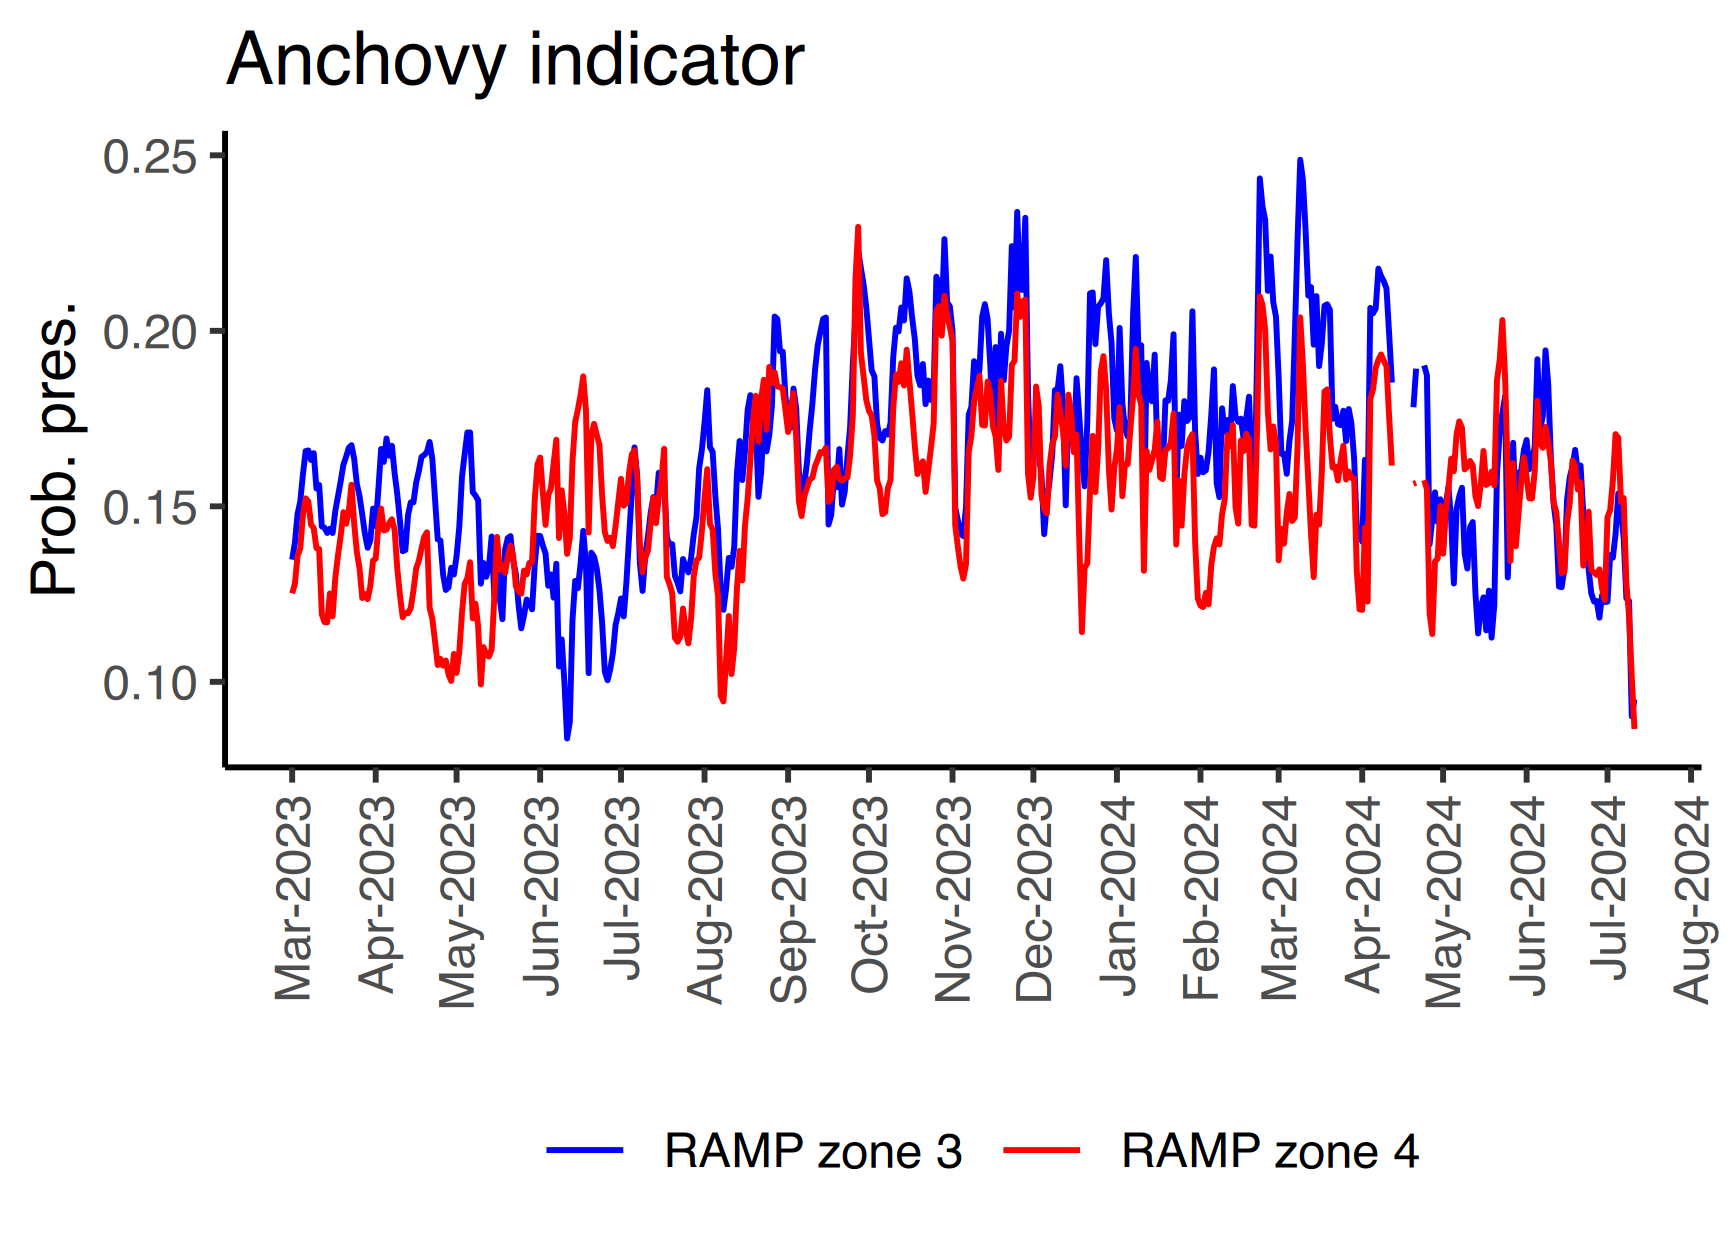 Anchovy indicator
Prob. pres.
0.25
0.20
0.15
0.10
Mar-2023
Apr-2023
May-2023
Jun-2023
Jul-2023
Aug-2023
Sep-2023
Oct-2023
Nov-2023
Dec-2023
Jan-2024
Feb-2024
Mar-2024
Apr-2024
May-2024
Jun-2024
Jul-2024
Aug-2024
RAMP zone 3
RAMP zone 4